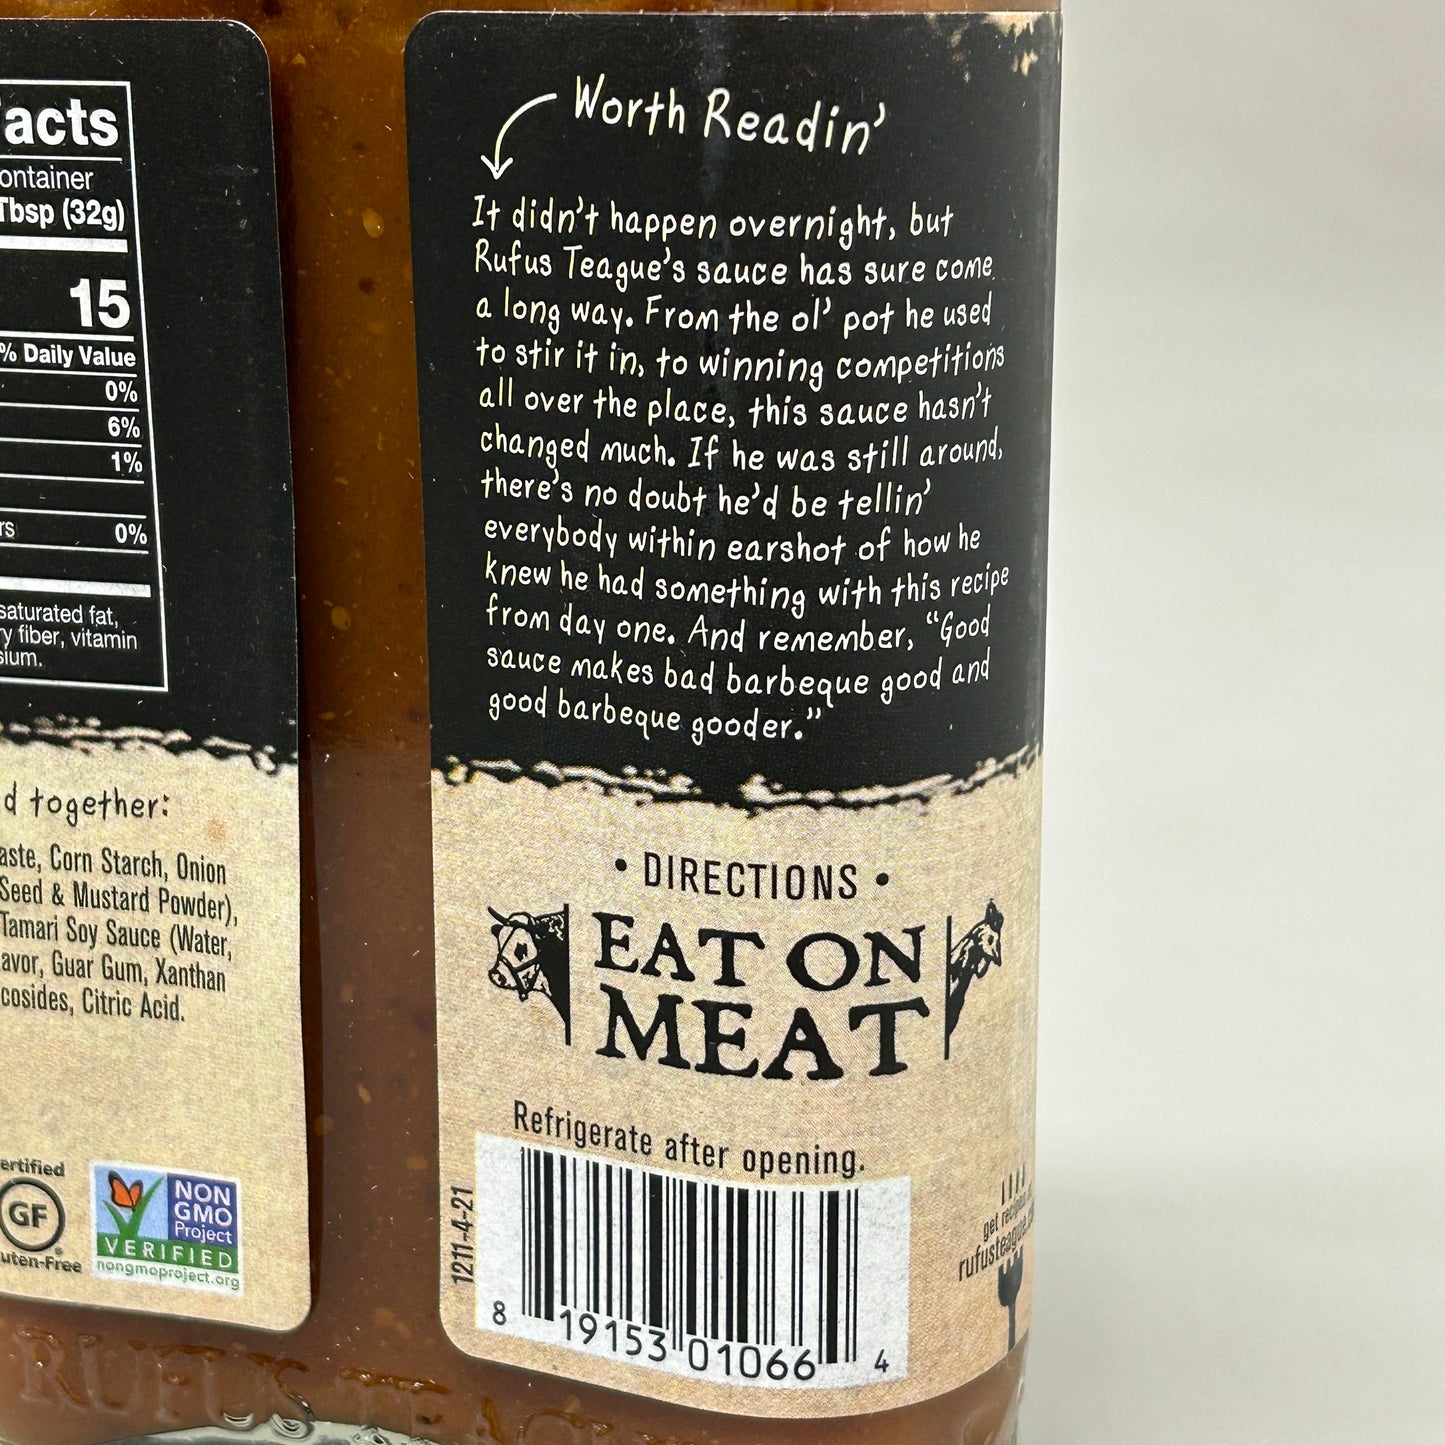 acts
ontainer
Tbsp (32g)
15
% Daily Value
0%
6%
1%
rs 0%
saturated fat,
ry fiber, vitamin
sium.
d together:
aste, Corn Starch, Onion
Seed & Mustard Powder),
Tamari Soy Sauce (Water,
avor, Guar Gum, Xanthan
cosides, Citric Acid.
ertified
GF
uten-Free
NON
GMO
Project
VERIFIED
nongmoproject.org
Worth Readin'
It didn't happen overnight, but
Rufus Teague's sauce has sure come
a long way. From the ol' pot he used
to stir it in, to winning competitions
all over the place, this sauce hasn't
changed much. If he was still around,
there's no doubt he'd be tellin'
everybody within earshot of how he
knew he had something with this recipe
from day one. And remember, "Good
sauce makes bad barbeque good and
good barbeque gooder."
• DIRECTIONS •
EAT ON
MEAT
Refrigerate after opening.
1211-4-21
8 19153 01066 4
get recipes
rufusteague.c
RUFUS TEAGU